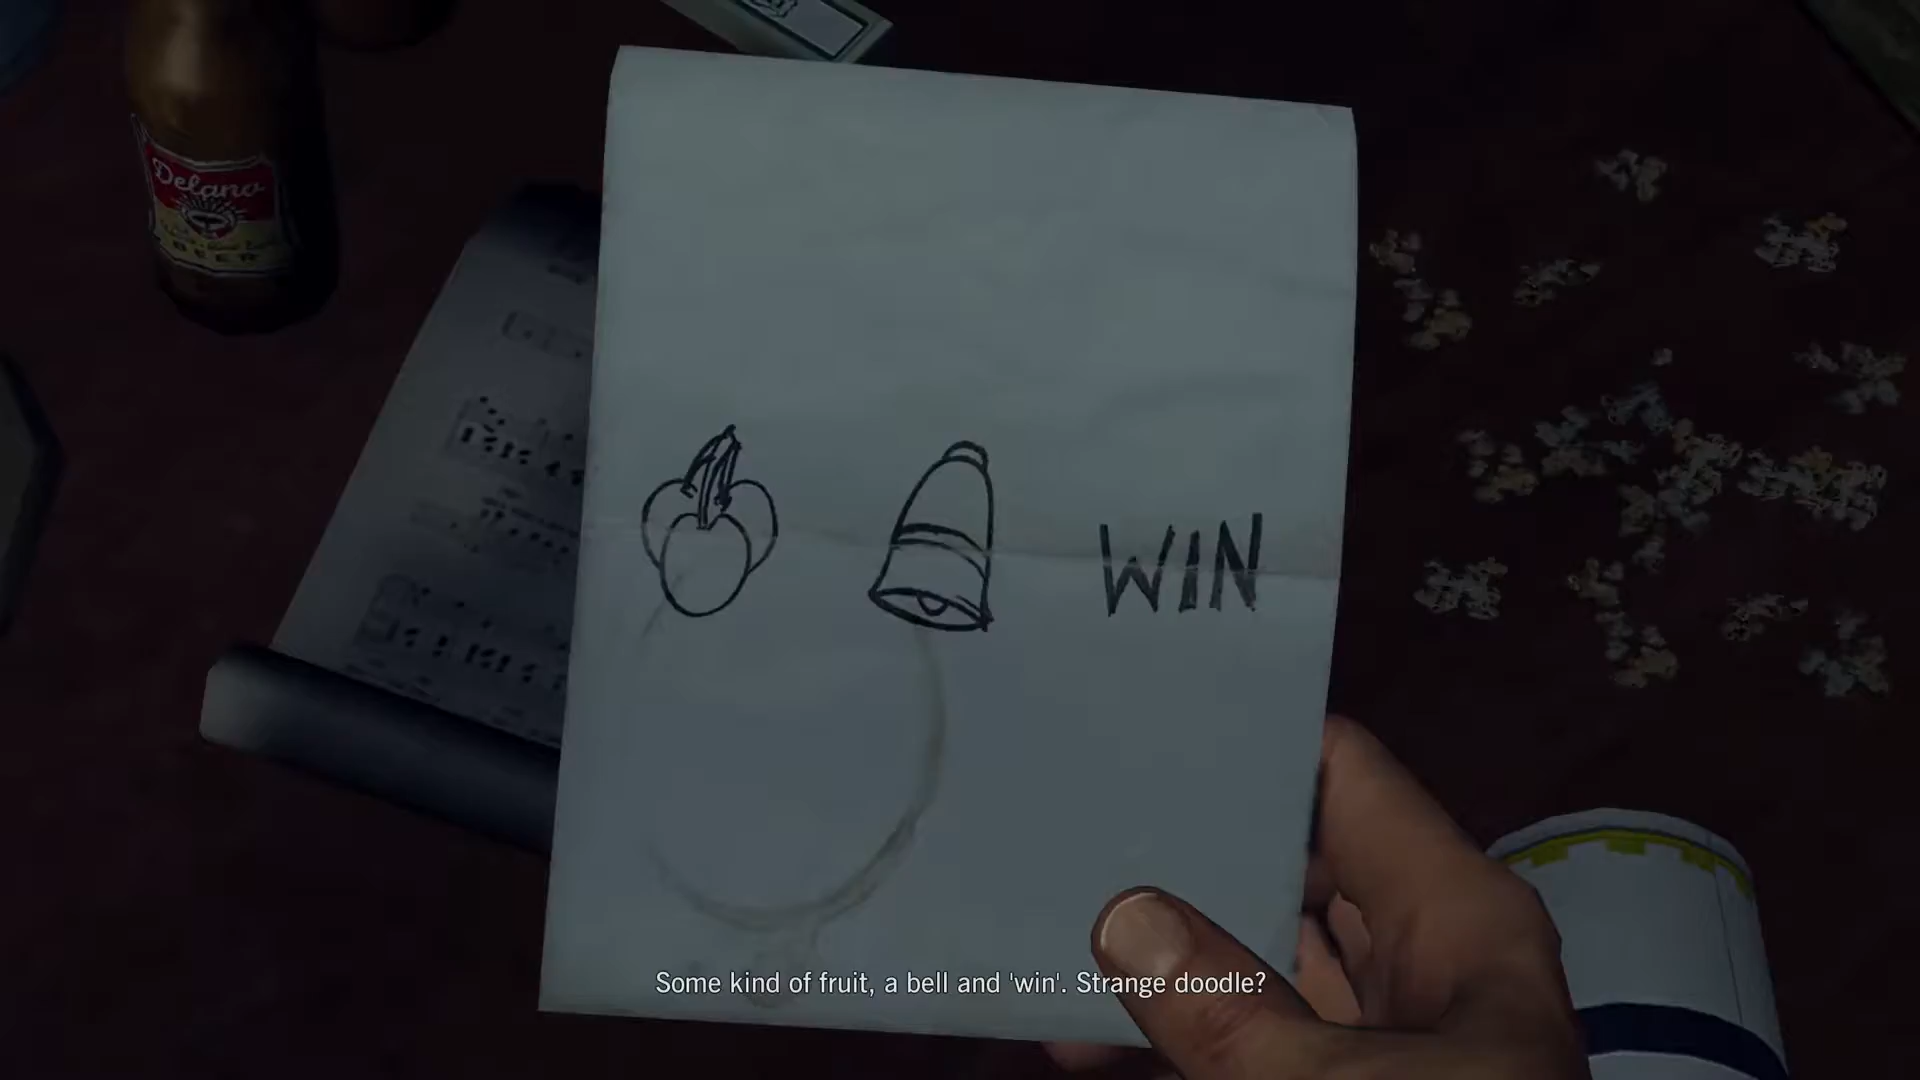 Delano
BEER
WIN
Some kind of fruit, a bell and 'win'. Strange doodle?